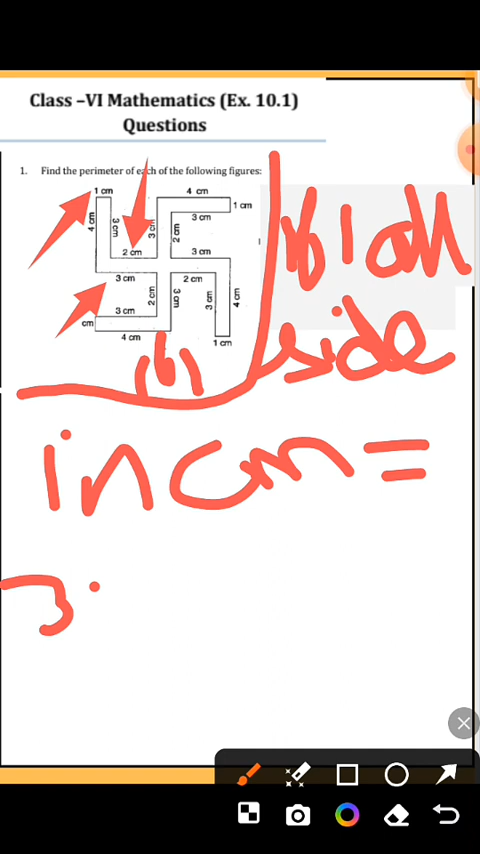 Class –VI Mathematics (Ex. 10.1)
Questions
1. Find the perimeter of each of the following figures:
1 cm
4 cm
1 cm
4 cm
3 cm
3 cm
3 cm
2 cm
2 cm
3 cm
3 cm
2 cm
3 cm
2 cm
3 cm
3 cm
4 cm
cm
4 cm
1 cm
(b)
(b) all
side
in cm =
3.